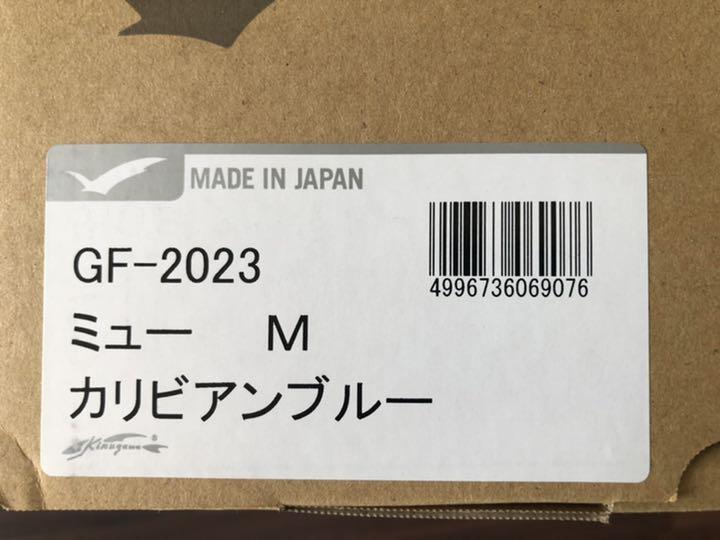 MADE IN JAPAN
GF-2023
4996736069076
ミュー M
カリビアンブルー
Kinugawa®